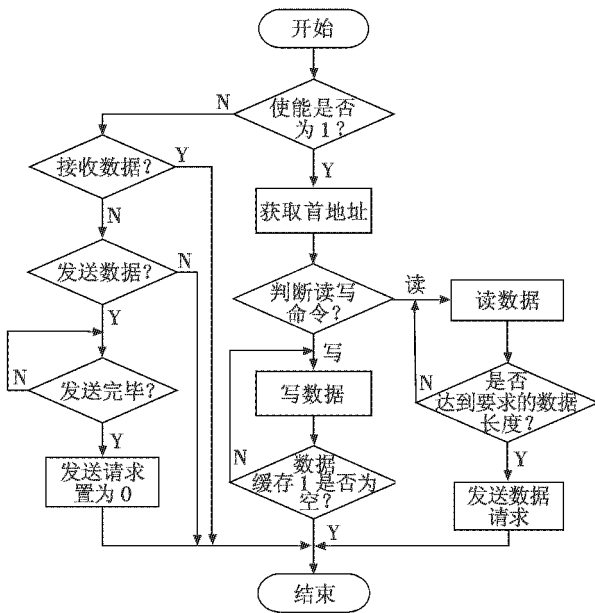 开始
N
使能是否
为1?
接收数据?
Y
Y
获取首地址
N
发送数据?
N
判断读写
命令?
读
读数据
Y
写
N
发送完毕?
写数据
N
是否
达到要求的数据
长度?
Y
发送请求
置为0
N
数据
缓存1是否为
空?
Y
发送数据
请求
Y
结束